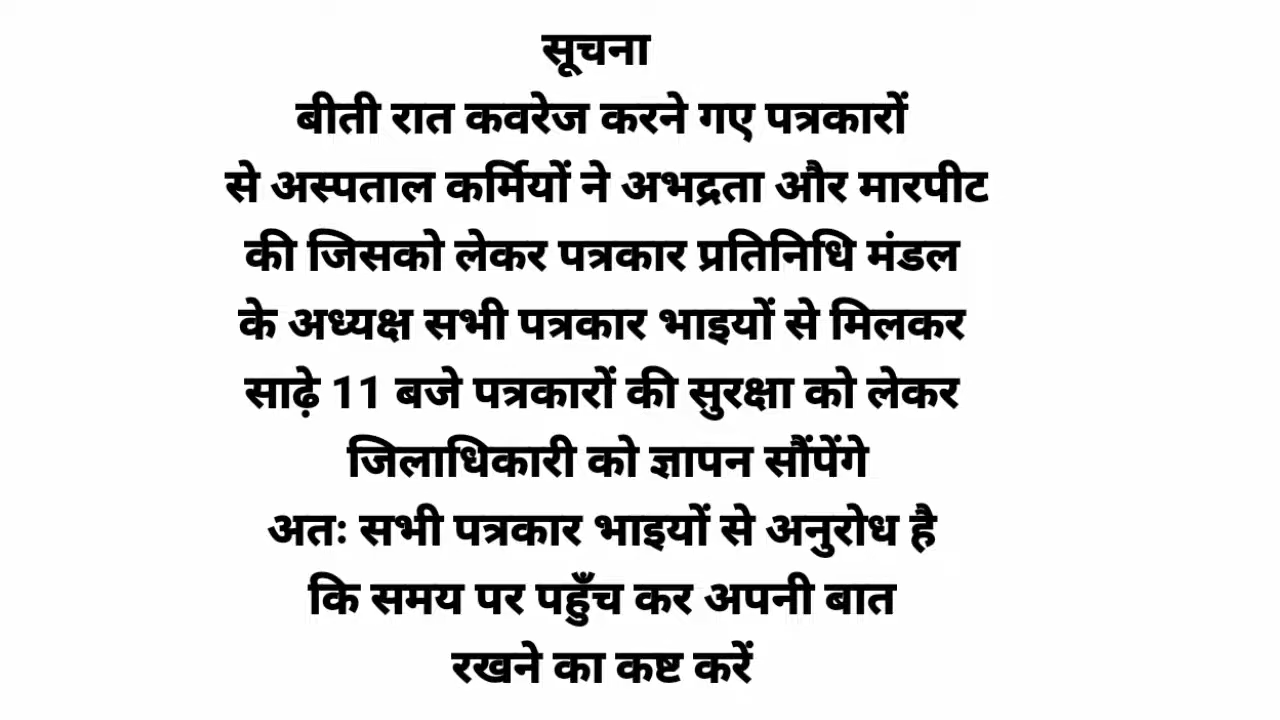 सूचना
बीती रात कवरेज करने गए पत्रकारों
से अस्पताल कर्मियों ने अभद्रता और मारपीट
की जिसको लेकर पत्रकार प्रतिनिधि मंडल
के अध्यक्ष सभी पत्रकार भाइयों से मिलकर
साढ़े 11 बजे पत्रकारों की सुरक्षा को लेकर
जिलाधिकारी को ज्ञापन सौंपेंगे
अतः सभी पत्रकार भाइयों से अनुरोध है
कि समय पर पहुँच कर अपनी बात
रखने का कष्ट करें